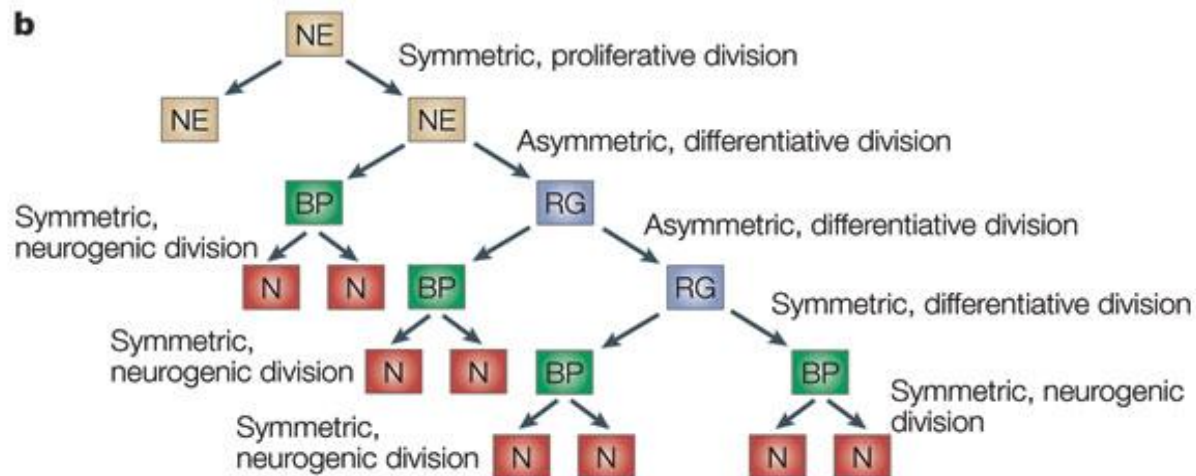 b
NE
Symmetric, proliferative division
NE
NE
Asymmetric, differentiative division
BP
RG
Symmetric,
neurogenic division
Asymmetric, differentiative division
N
N
BP
RG
Symmetric, differentiative division
Symmetric,
neurogenic division
N
N
BP
BP
Symmetric, neurogenic
division
Symmetric,
neurogenic division
N
N
N
N